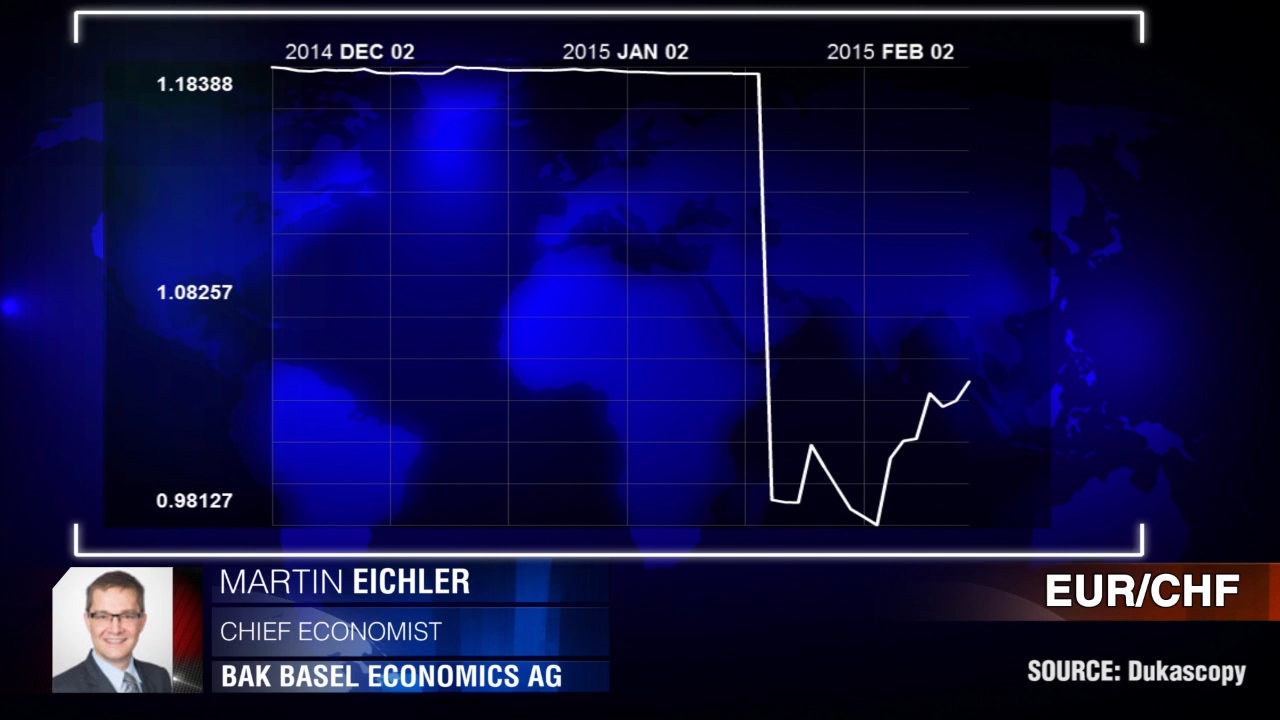 2014 DEC 02
2015 JAN 02
2015 FEB 02
1.18388
1.08257
0.98127
MARTIN EICHLER
CHIEF ECONOMIST
BAK BASEL ECONOMICS AG
EUR/CHF
SOURCE: Dukascopy